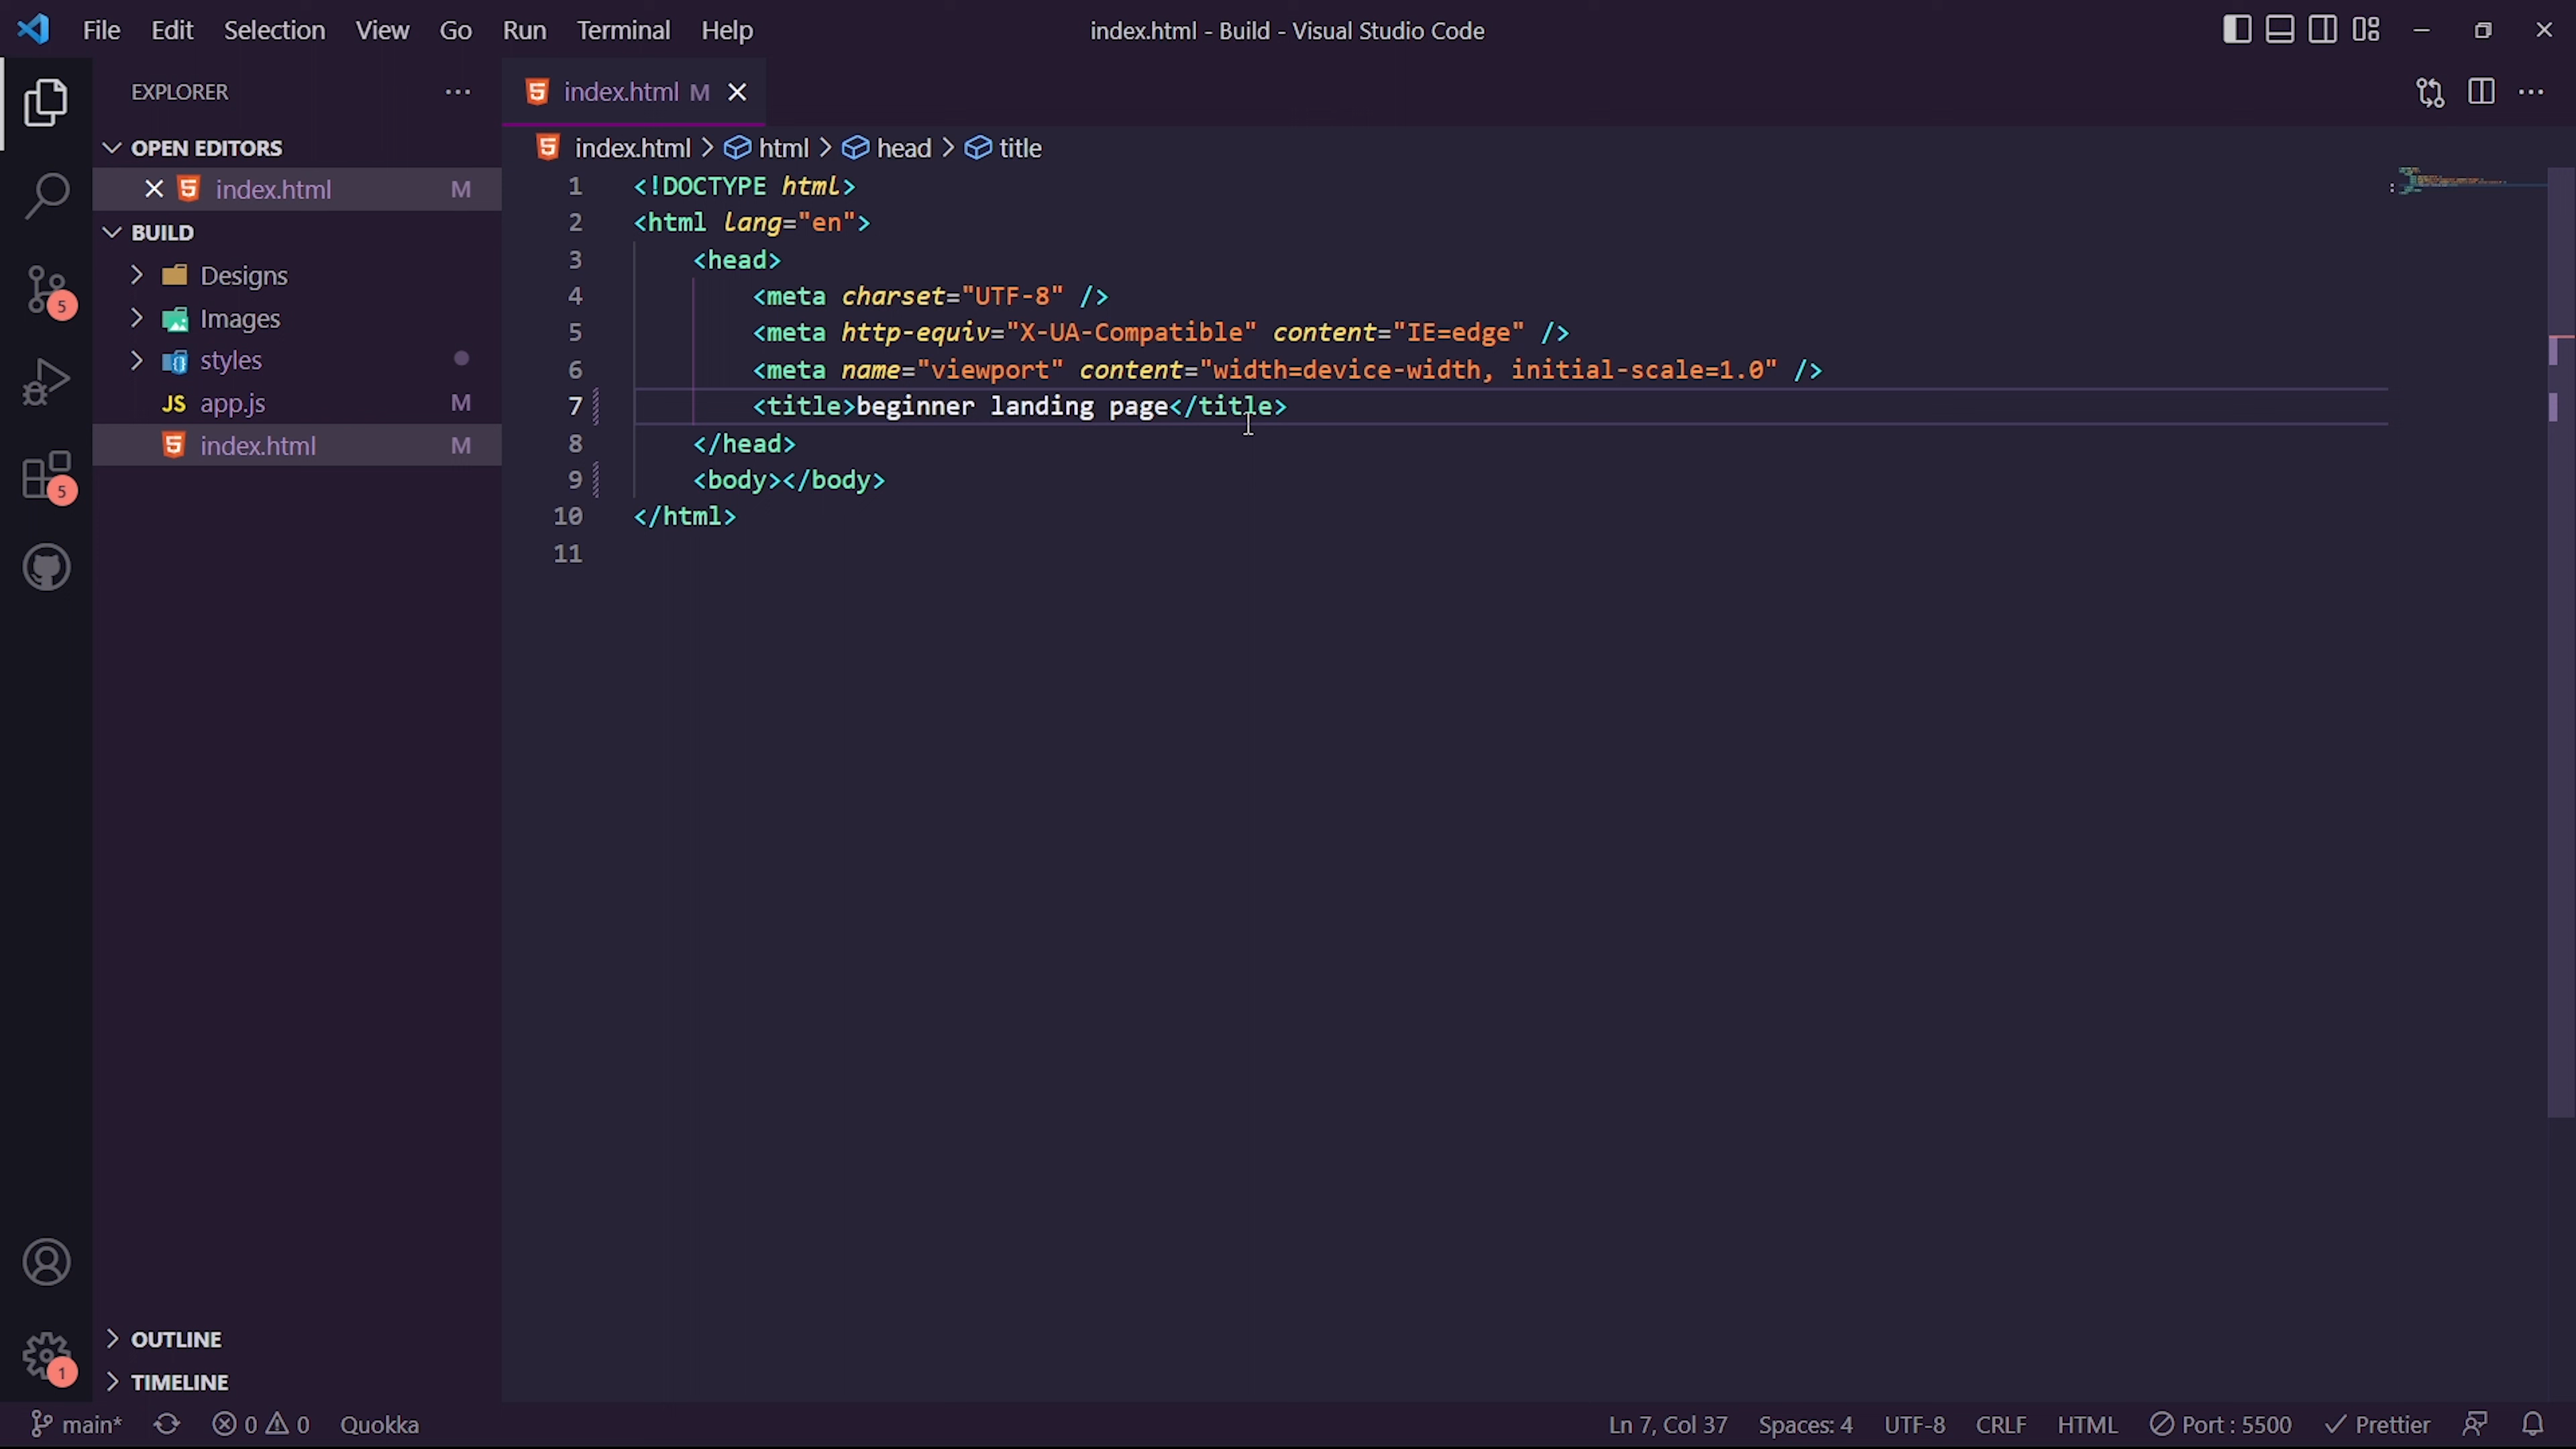 File Edit Selection View Go Run Terminal Help
index.html - Build - Visual Studio Code
EXPLORER
OPEN EDITORS
index.html M
BUILD
Designs
Images
styles
JS app.js M
index.html M
OUTLINE
TIMELINE
5
5
1
index.html M
index.html > html > head > title
1 <!DOCTYPE html>
2 <html lang="en">
3 <head>
4 <meta charset="UTF-8" />
5 <meta http-equiv="X-UA-Compatible" content="IE=edge" />
6 <meta name="viewport" content="width=device-width, initial-scale=1.0" />
7 <title>beginner landing page</title>
8 </head>
9 <body></body>
10 </html>
11
main* 0 0 Quokka Ln 7, Col 37 Spaces: 4 UTF-8 CRLF HTML Port : 5500 Prettier